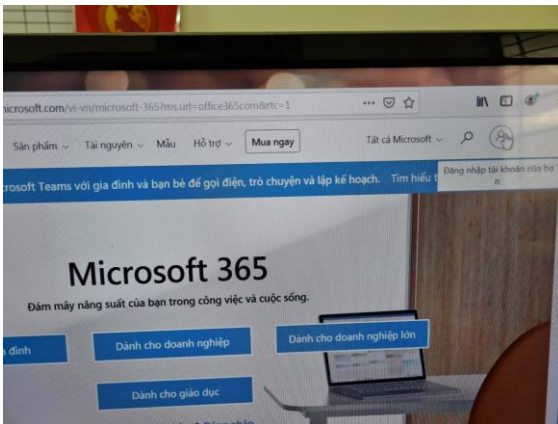 microsoft.com/vi-vn/microsoft-365?ms.url=office365com&rtc=1
Sản phẩm Tài nguyên Mẫu Hỗ trợ Mua ngay Tất cả Microsoft
Đăng nhập tài khoản của bạ
n
Microsoft Teams với gia đình và bạn bè để gọi điện, trò chuyện và lập kế hoạch. Tìm hiểu t
Microsoft 365
Đám mây năng suất của bạn trong công việc và cuộc sống.
đình Dành cho doanh nghiệp Dành cho doanh nghiệp lớn
Dành cho giáo dục